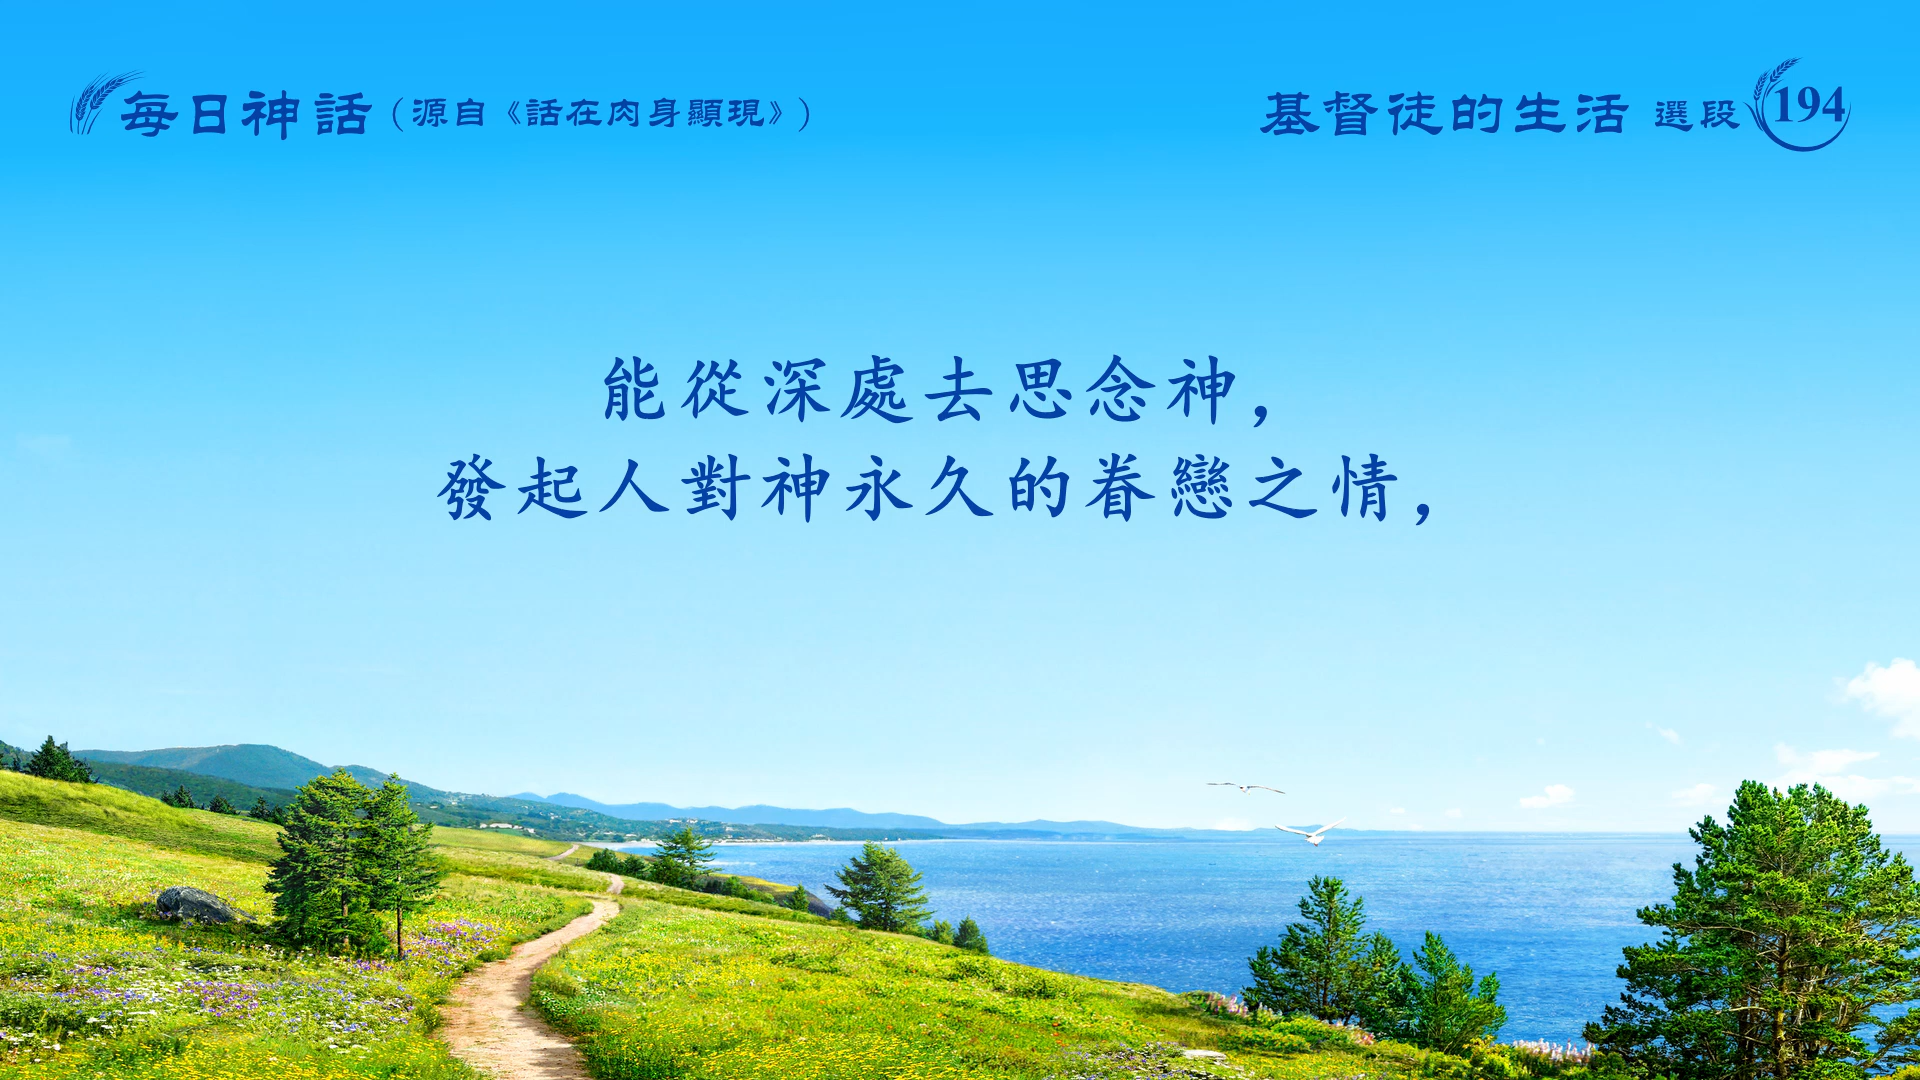 每日神話（源自《話在肉身顯現》）
基督徒的生活 選段 194
能從深處去思念神，
發起人對神永久的眷戀之情，